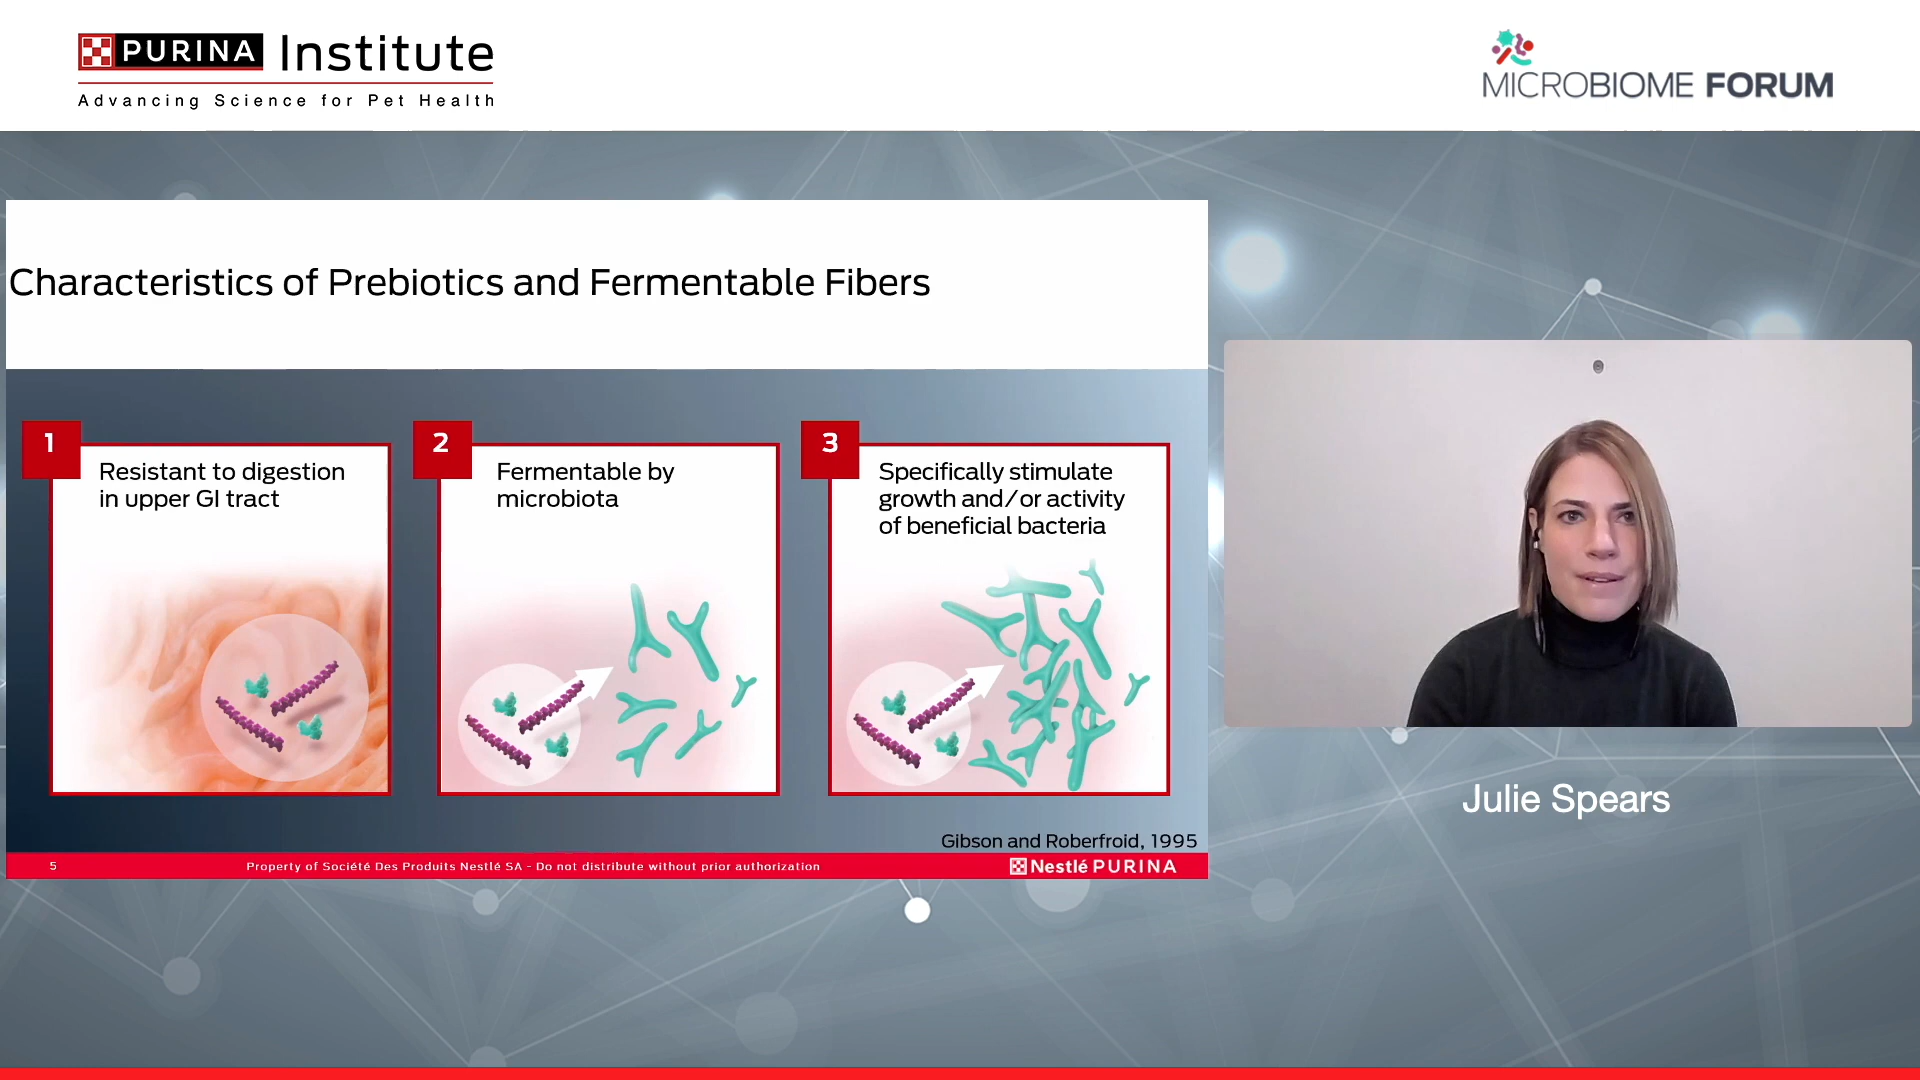 PURINA Institute
Advancing Science for Pet Health
MICROBIOME FORUM
Characteristics of Prebiotics and Fermentable Fibers
1
Resistant to digestion
in upper GI tract
2
Fermentable by
microbiota
3
Specifically stimulate
growth and/or activity
of beneficial bacteria
Gibson and Roberfroid, 1995
5
Property of Société Des Produits Nestlé SA - Do not distribute without prior authorization
Nestlé PURINA
Julie Spears